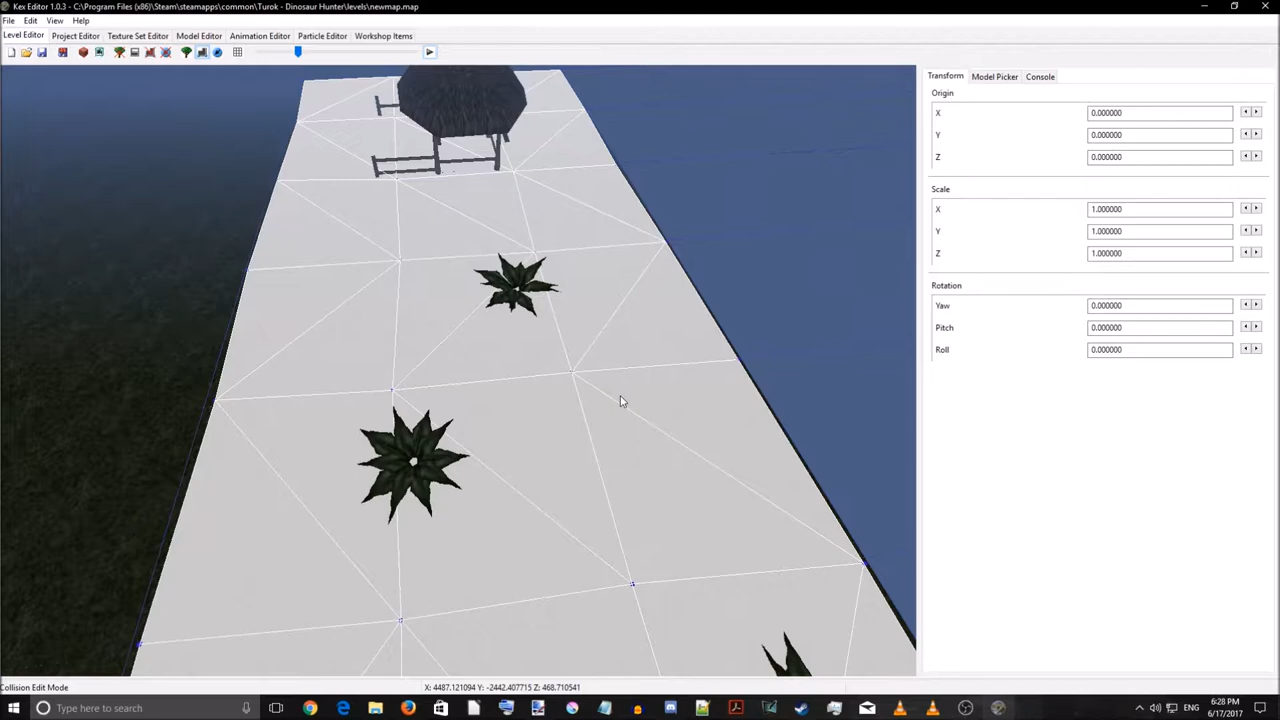 Kex Editor 1.0.3 - C:\Program Files (x86)\Steam\steamapps\common\Turok - Dinosaur Hunter\levels\newmap.map
File Edit View Help
Level Editor Project Editor Texture Set Editor Model Editor Animation Editor Particle Editor Workshop Items
Transform Model Picker Console
Origin
X 0.000000
Y 0.000000
Z 0.000000
Scale
X 1.000000
Y 1.000000
Z 1.000000
Rotation
Yaw 0.000000
Pitch 0.000000
Roll 0.000000
Collision Edit Mode X: 4487.121094 Y: -2442.407715 Z: 468.710541
Type here to search ENG 6:28 PM
6/17/2017